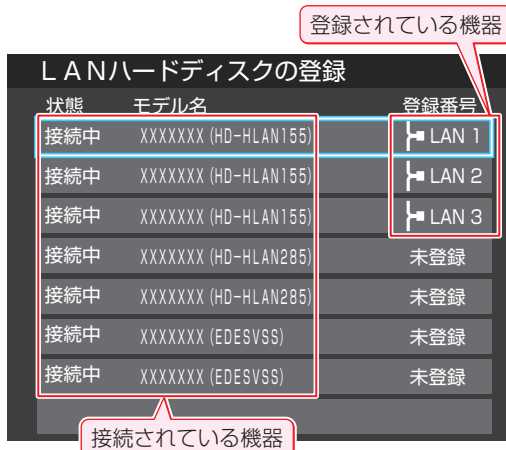 登録されている機器
LANハードディスクの登録
状態 モデル名 登録番号
接続中 XXXXXXX (HD-HLAN155) LAN 1
接続中 XXXXXXX (HD-HLAN155) LAN 2
接続中 XXXXXXX (HD-HLAN155) LAN 3
接続中 XXXXXXX (HD-HLAN285) 未登録
接続中 XXXXXXX (HD-HLAN285) 未登録
接続中 XXXXXXX (EDESVSS) 未登録
接続中 XXXXXXX (EDESVSS) 未登録
接続されている機器